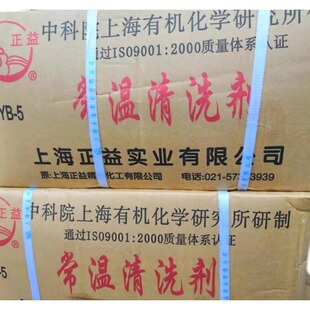 正益
中科院上海有机化学研究所研制
通过ISO9001:2000质量体系认证
YB-5
常温清洗剂
上海正益实业有限公司
电话:021-57
3939
中科院上海有机化学研究所研制
通过ISO9001:2000质量体系认证
-5
常温清洗剂